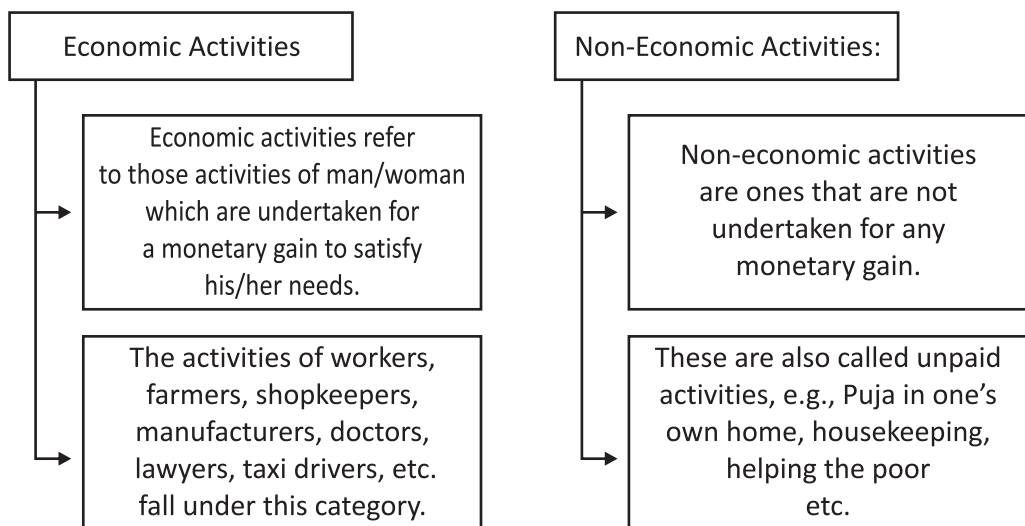 Economic Activities
Economic activities refer
to those activities of man/woman
which are undertaken for
a monetary gain to satisfy
his/her needs.
The activities of workers,
farmers, shopkeepers,
manufacturers, doctors,
lawyers, taxi drivers, etc.
fall under this category.
Non-Economic Activities:
Non-economic activities
are ones that are not
undertaken for any
monetary gain.
These are also called unpaid
activities, e.g., Puja in one’s
own home, housekeeping,
helping the poor
etc.